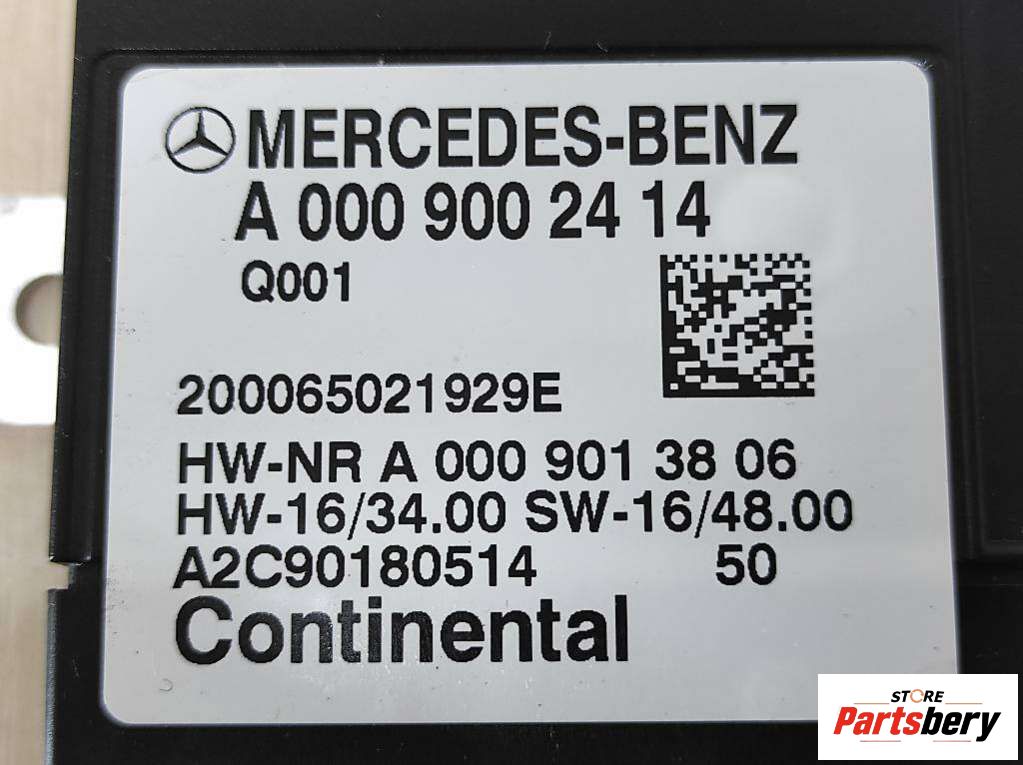 MERCEDES-BENZ
A 000 900 24 14
Q001
200065021929E
HW-NR A 000 901 38 06
HW-16/34.00 SW-16/48.00
A2C90180514 50
Continental
STORE
Partsbery